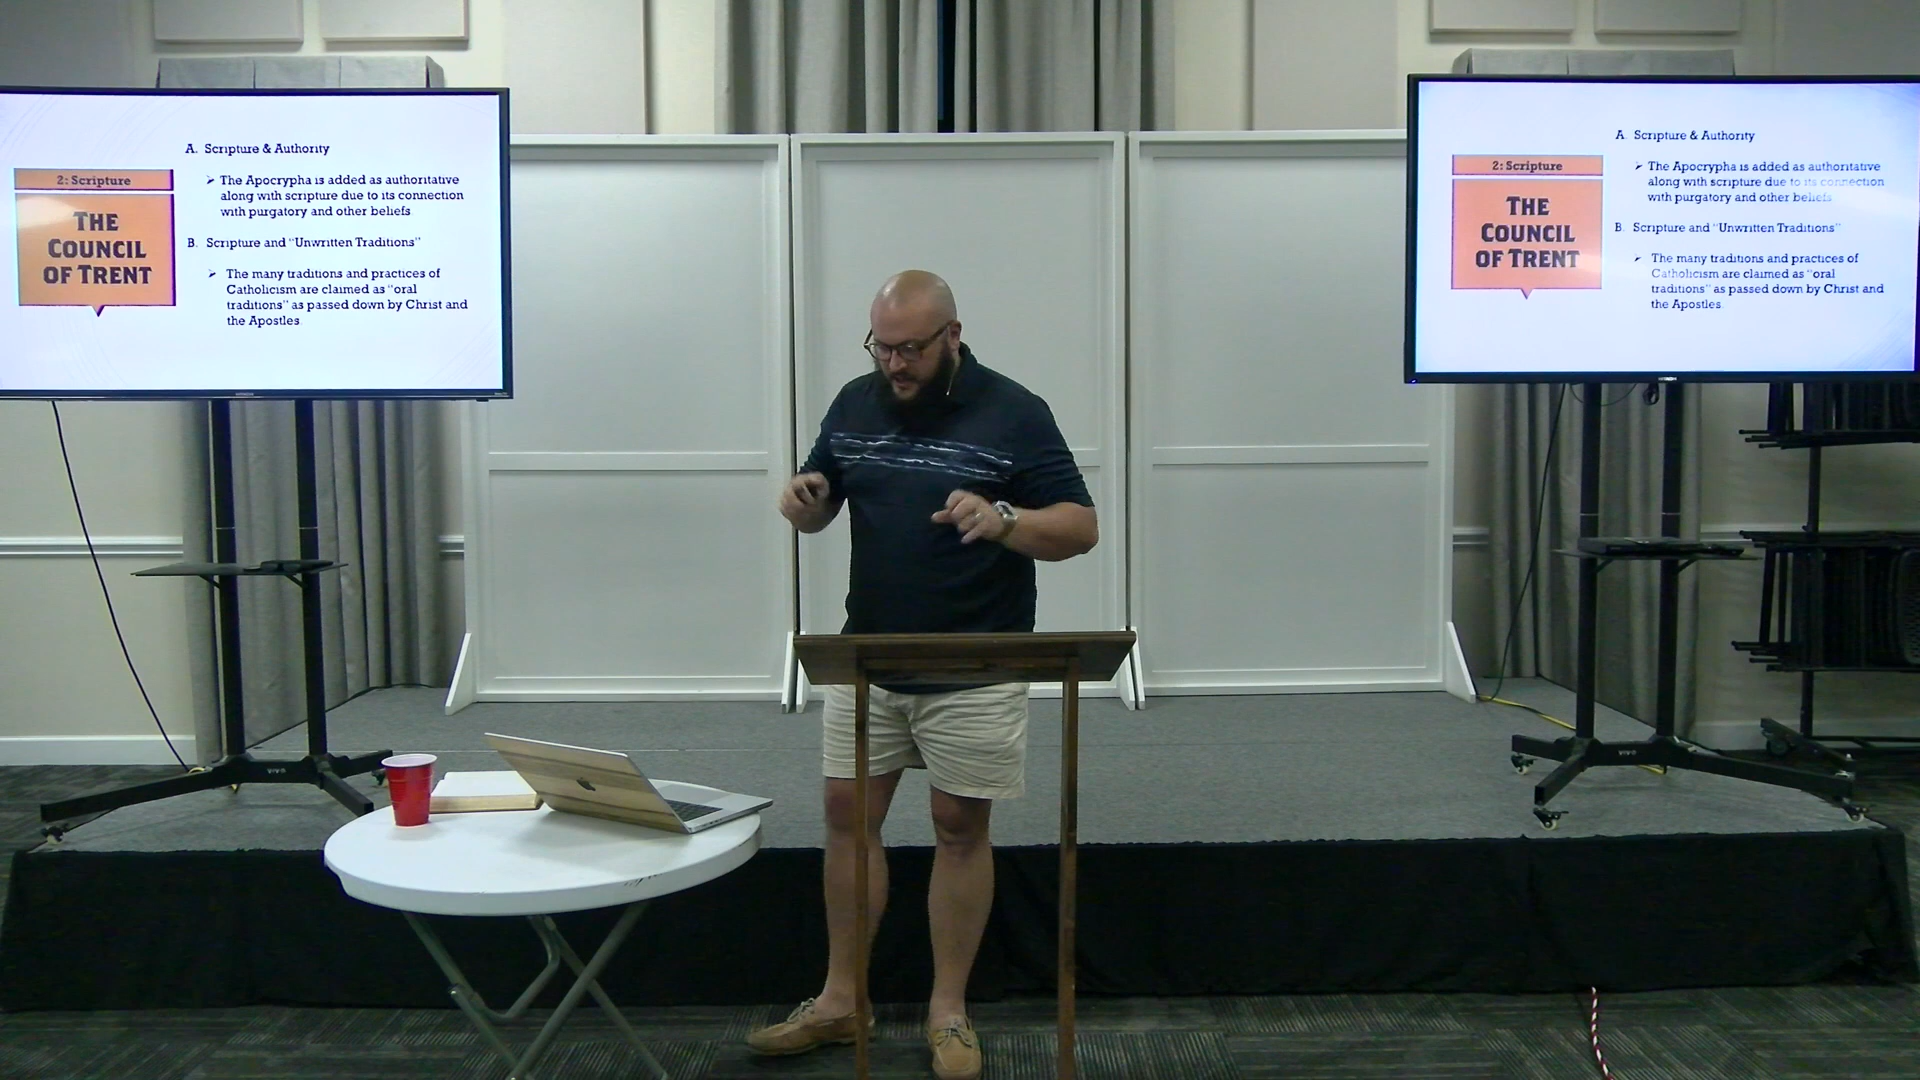 2: Scripture
THE
COUNCIL
OF TRENT
A. Scripture & Authority
➤ The Apocrypha is added as authoritative
along with scripture due to its connection
with purgatory and other beliefs
B. Scripture and "Unwritten Traditions"
➤ The many traditions and practices of
Catholicism are claimed as "oral
traditions" as passed down by Christ and
the Apostles.
2: Scripture
THE
COUNCIL
OF TRENT
A. Scripture & Authority
➤ The Apocrypha is added as authoritative
along with scripture due to its connection
with purgatory and other beliefs
B. Scripture and "Unwritten Traditions"
➤ The many traditions and practices of
Catholicism are claimed as "oral
traditions" as passed down by Christ and
the Apostles.
VIVO
VIVO